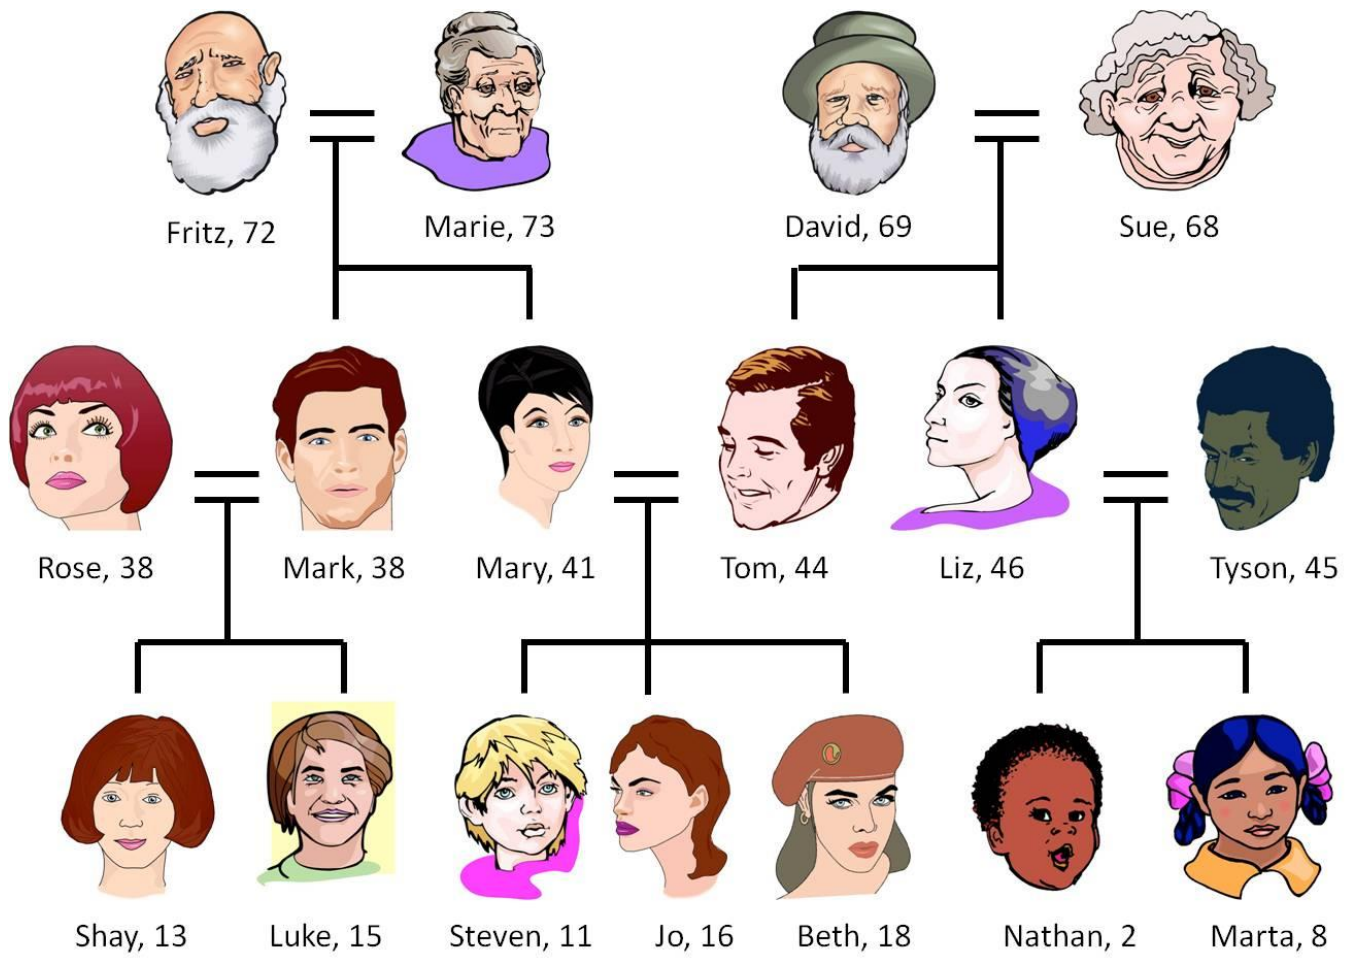 Fritz, 72
Marie, 73
David, 69
Sue, 68
Rose, 38
Mark, 38
Mary, 41
Tom, 44
Liz, 46
Tyson, 45
Shay, 13
Luke, 15
Steven, 11
Jo, 16
Beth, 18
Nathan, 2
Marta, 8